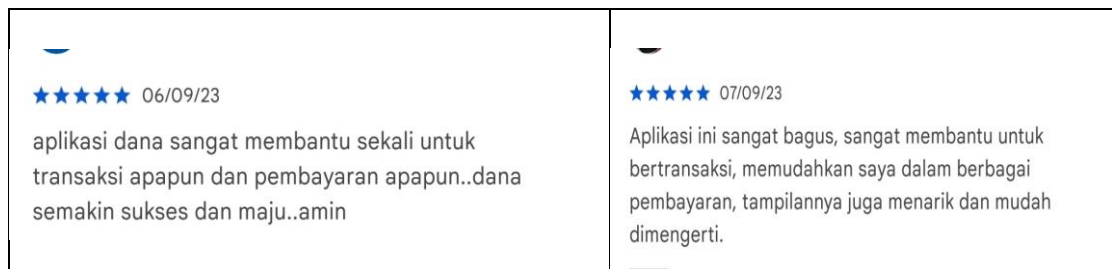 ★★★★★ 06/09/23
aplikasi dana sangat membantu sekali untuk
transaksi apapun dan pembayaran apapun..dana
semakin sukses dan maju..amin
★★★★★ 07/09/23
Aplikasi ini sangat bagus, sangat membantu untuk
bertransaksi, memudahkan saya dalam berbagai
pembayaran, tampilannya juga menarik dan mudah
dimengerti.